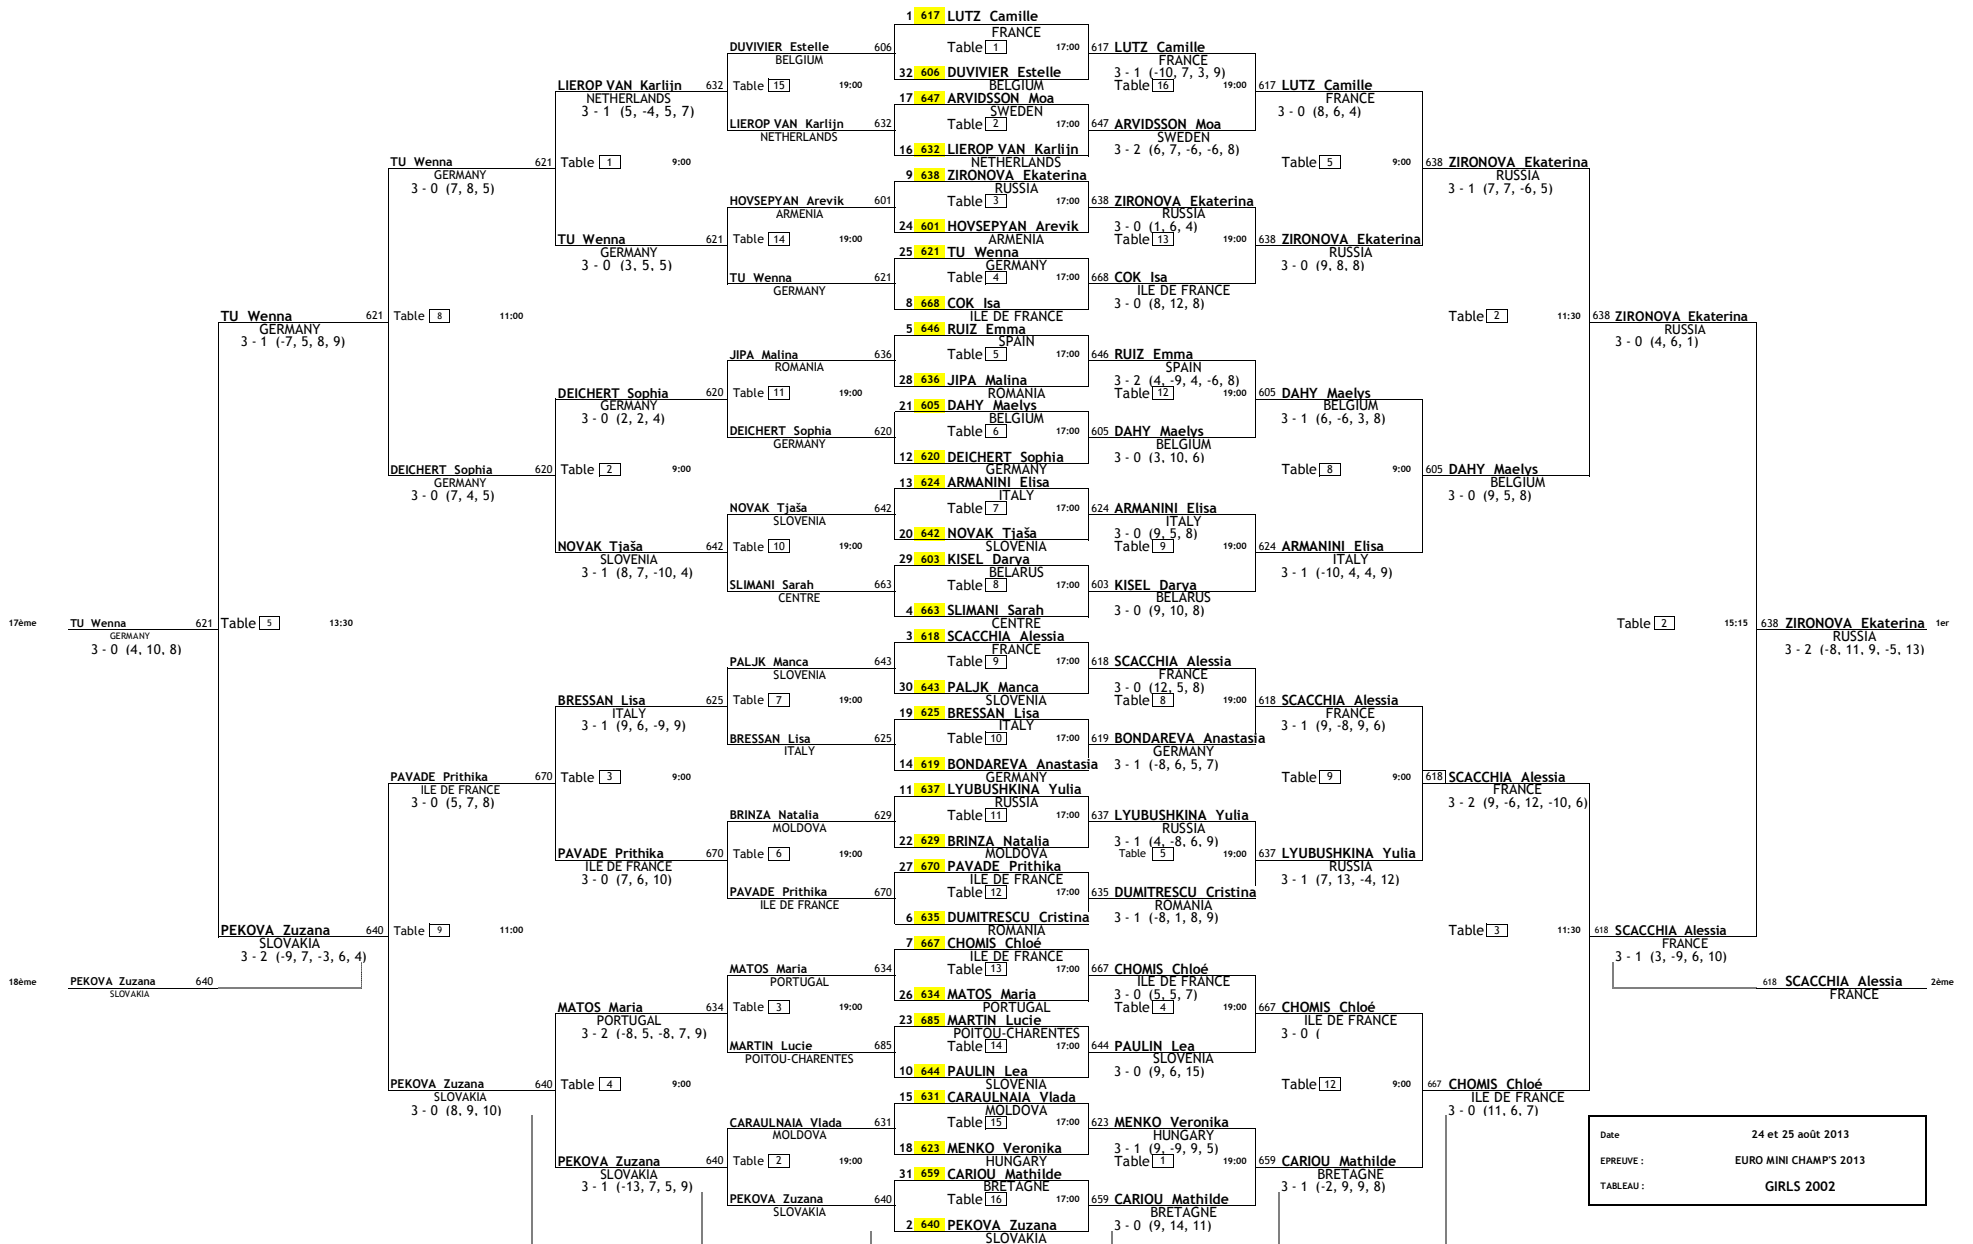 17ème
18ème
TU Wenna 621
GERMANY
3 - 0 (4, 10, 8)
PEKOVA Zuzana 640
SLOVAKIA
TU Wenna 621
GERMANY
3 - 1 (-7, 5, 8, 9)
Table 5 13:30
PEKOVA Zuzana 640
SLOVAKIA
3 - 2 (-9, 7, -3, 6, 4)
TU Wenna 621
GERMANY
3 - 0 (7, 8, 5)
Table 8 11:00
DEICHERT Sophia 620
GERMANY
3 - 0 (7, 4, 5)
PAVADE Prithika 670
ILE DE FRANCE
3 - 0 (5, 7, 8)
Table 9 11:00
PEKOVA Zuzana 640
SLOVAKIA
3 - 0 (8, 9, 10)
LIEROP VAN Karlijn 632
NETHERLANDS
3 - 1 (5, -4, 5, 7)
Table 1 9:00
TU Wenna 621
GERMANY
3 - 0 (3, 5, 5)
DEICHERT Sophia 620
GERMANY
3 - 0 (2, 2, 4)
Table 2 9:00
NOVAK Tjaša 642
SLOVENIA
3 - 1 (8, 7, -10, 4)
BRESSAN Lisa 625
ITALY
3 - 1 (9, 6, -9, 9)
Table 3 9:00
PAVADE Prithika 670
ILE DE FRANCE
3 - 0 (7, 6, 10)
MATOS Maria 634
PORTUGAL
3 - 2 (-8, 5, -8, 7, 9)
Table 4 9:00
PEKOVA Zuzana 640
SLOVAKIA
3 - 1 (-13, 7, 5, 9)
DUVIVIER Estelle 606
BELGIUM
Table 15 19:00
LIEROP VAN Karlijn 632
NETHERLANDS
HOVSEPYAN Arevik 601
ARMENIA
Table 14 19:00
TU Wenna 621
GERMANY
JIPA Malina 636
ROMANIA
Table 11 19:00
DEICHERT Sophia 620
GERMANY
NOVAK Tjaša 642
SLOVENIA
Table 10 19:00
SLIMANI Sarah 663
CENTRE
PALJK Manca 643
SLOVENIA
Table 7 19:00
BRESSAN Lisa 625
ITALY
BRINZA Natalia 629
MOLDOVA
Table 6 19:00
PAVADE Prithika 670
ILE DE FRANCE
MATOS Maria 634
PORTUGAL
Table 3 19:00
MARTIN Lucie 685
POITOU-CHARENTES
CARAULNAIA Vlada 631
MOLDOVA
Table 2 19:00
PEKOVA Zuzana 640
SLOVAKIA
1 617 LUTZ Camille
FRANCE
Table 1 17:00
32 606 DUVIVIER Estelle
BELGIUM
17 647 ARVIDSSON Moa
SWEDEN
Table 2 17:00
16 632 LIEROP VAN Karlijn
NETHERLANDS
9 638 ZIRONOVA Ekaterina
RUSSIA
Table 3 17:00
24 601 HOVSEPYAN Arevik
ARMENIA
25 621 TU Wenna
GERMANY
Table 4 17:00
8 668 COK Isa
ILE DE FRANCE
5 646 RUIZ Emma
SPAIN
Table 5 17:00
28 636 JIPA Malina
ROMANIA
21 605 DAHY Maelys
BELGIUM
Table 6 17:00
12 620 DEICHERT Sophia
GERMANY
13 624 ARMANINI Elisa
ITALY
Table 7 17:00
20 642 NOVAK Tjaša
SLOVENIA
29 603 KISEL Darya
BELARUS
Table 8 17:00
4 663 SLIMANI Sarah
CENTRE
3 618 SCACCHIA Alessia
FRANCE
Table 9 17:00
30 643 PALJK Manca
SLOVENIA
19 625 BRESSAN Lisa
ITALY
Table 10 17:00
14 619 BONDAREVA Anastasia
GERMANY
11 637 LYUBUSHKINA Yulia
RUSSIA
Table 11 17:00
22 629 BRINZA Natalia
MOLDOVA
27 670 PAVADE Prithika
ILE DE FRANCE
Table 12 17:00
6 635 DUMITRESCU Cristina
ROMANIA
7 667 CHOMIS Chloé
ILE DE FRANCE
Table 13 17:00
26 634 MATOS Maria
PORTUGAL
23 685 MARTIN Lucie
POITOU-CHARENTES
Table 14 17:00
10 644 PAULIN Lea
SLOVENIA
15 631 CARAULNAIA Vlada
MOLDOVA
Table 15 17:00
18 623 MENKO Veronika
HUNGARY
31 659 CARIOU Mathilde
BRETAGNE
Table 16 17:00
2 640 PEKOVA Zuzana
SLOVAKIA
617 LUTZ Camille
FRANCE
3 - 1 (-10, 7, 3, 9)
Table 16 19:00
647 ARVIDSSON Moa
SWEDEN
3 - 2 (6, 7, -6, -6, 8)
638 ZIRONOVA Ekaterina
RUSSIA
3 - 0 (1, 6, 4)
Table 13 19:00
668 COK Isa
ILE DE FRANCE
3 - 0 (8, 12, 8)
646 RUIZ Emma
SPAIN
3 - 2 (4, -9, 4, -6, 8)
Table 12 19:00
605 DAHY Maelys
BELGIUM
3 - 0 (3, 10, 6)
624 ARMANINI Elisa
ITALY
3 - 0 (9, 5, 8)
Table 9 19:00
603 KISEL Darya
BELARUS
3 - 0 (9, 10, 8)
618 SCACCHIA Alessia
FRANCE
3 - 0 (12, 5, 8)
Table 8 19:00
619 BONDAREVA Anastasia
GERMANY
3 - 1 (-8, 6, 5, 7)
637 LYUBUSHKINA Yulia
RUSSIA
3 - 1 (4, -8, 6, 9)
Table 5 19:00
635 DUMITRESCU Cristina
ROMANIA
3 - 1 (-8, 1, 8, 9)
667 CHOMIS Chloé
ILE DE FRANCE
3 - 0 (5, 5, 7)
Table 4 19:00
644 PAULIN Lea
SLOVENIA
3 - 0 (9, 6, 15)
623 MENKO Veronika
HUNGARY
3 - 1 (9, -9, 9, 5)
Table 1 19:00
659 CARIOU Mathilde
BRETAGNE
3 - 0 (9, 14, 11)
617 LUTZ Camille
FRANCE
3 - 0 (8, 6, 4)
Table 5 9:00
638 ZIRONOVA Ekaterina
RUSSIA
3 - 0 (9, 8, 8)
605 DAHY Maelys
BELGIUM
3 - 1 (6, -6, 3, 8)
Table 8 9:00
624 ARMANINI Elisa
ITALY
3 - 1 (-10, 4, 4, 9)
618 SCACCHIA Alessia
FRANCE
3 - 1 (9, -8, 9, 6)
Table 9 9:00
637 LYUBUSHKINA Yulia
RUSSIA
3 - 1 (7, 13, -4, 12)
667 CHOMIS Chloé
ILE DE FRANCE
3 - 0 (
Table 12 9:00
659 CARIOU Mathilde
BRETAGNE
3 - 1 (-2, 9, 9, 8)
638 ZIRONOVA Ekaterina
RUSSIA
3 - 1 (7, 7, -6, 5)
Table 2 11:30
605 DAHY Maelys
BELGIUM
3 - 0 (9, 5, 8)
618 SCACCHIA Alessia
FRANCE
3 - 2 (9, -6, 12, -10, 6)
Table 3 11:30
667 CHOMIS Chloé
ILE DE FRANCE
3 - 0 (11, 6, 7)
638 ZIRONOVA Ekaterina
RUSSIA
3 - 0 (4, 6, 1)
Table 2 15:15
618 SCACCHIA Alessia
FRANCE
3 - 1 (3, -9, 6, 10)
638 ZIRONOVA Ekaterina 1er
RUSSIA
3 - 2 (-8, 11, 9, -5, 13)
618 SCACCHIA Alessia 2ème
FRANCE
Date 24 et 25 août 2013
EPREUVE : EURO MINI CHAMP'S 2013
TABLEAU : GIRLS 2002